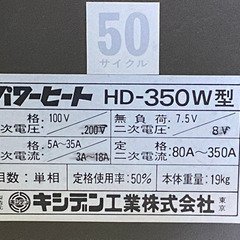 50
サイクル
パワーヒート HD-350W型
格 100V 無負荷 7.5V
次電圧 200V 二次電圧 8V
格 5A〜35A 定格 80A〜350A
次電流 3A〜18A 二次電流
相数:単相 定格使用率:50% 本体重量:19kg
大阪 キシデン工業株式会社 東京